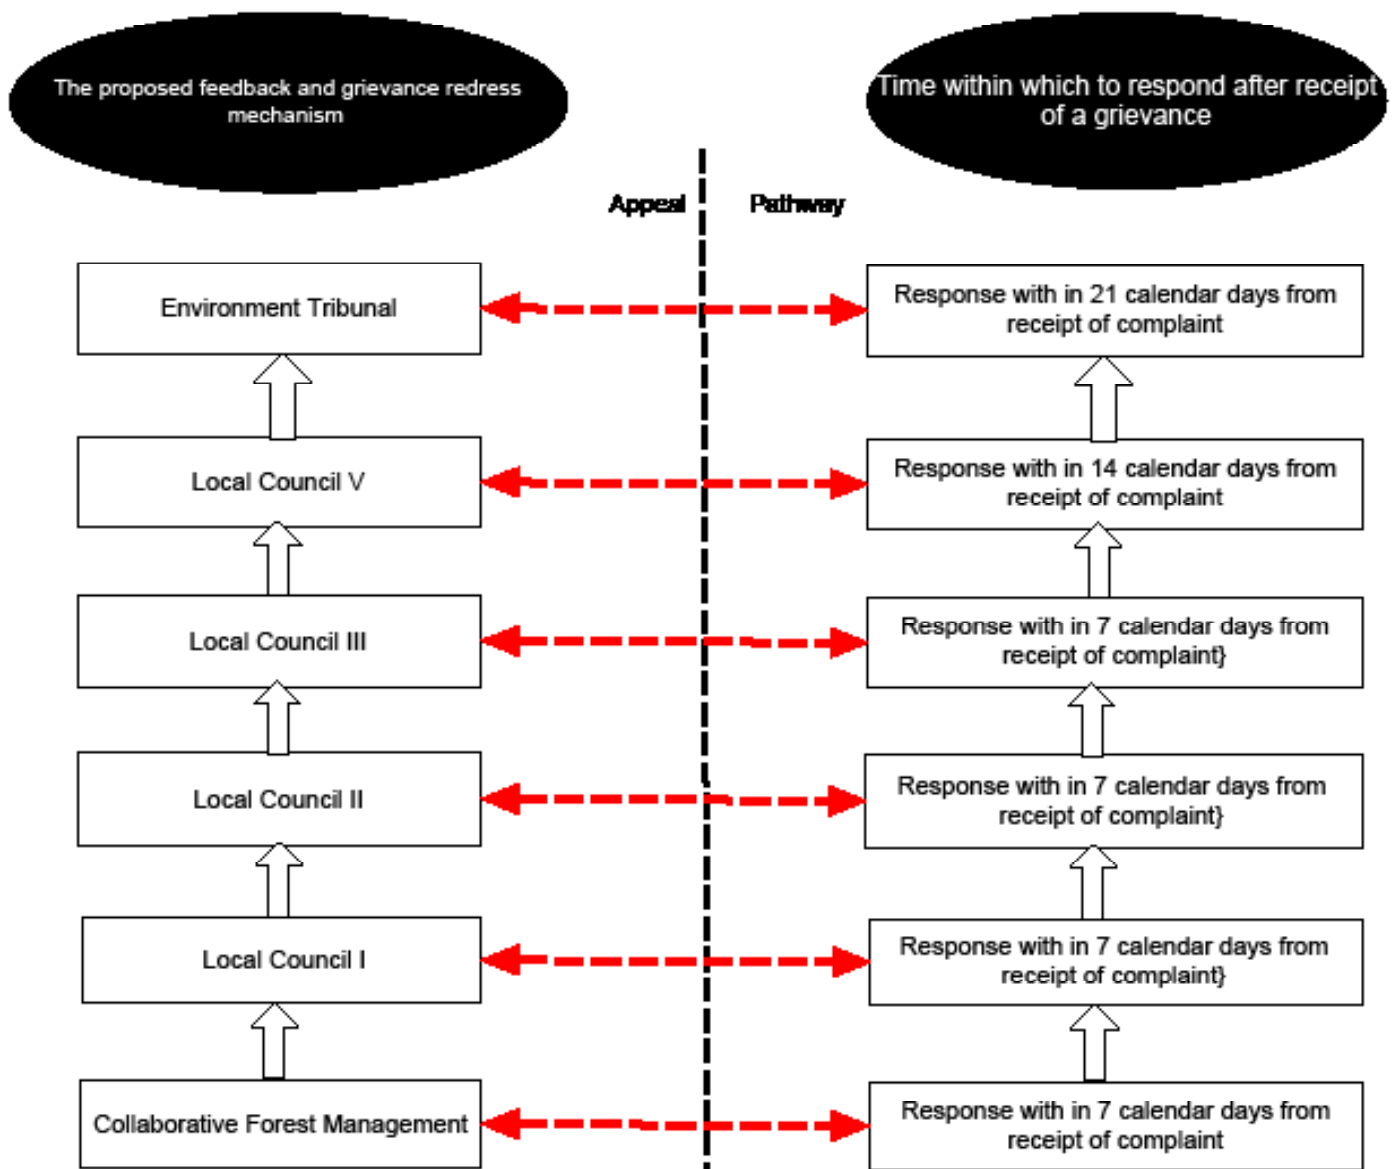 The proposed feedback and grievance redress
mechanism
Time within which to respond after receipt
of a grievance
Appeal
Pathway
Environment Tribunal
Response with in 21 calendar days from
receipt of complaint
Local Council V
Response with in 14 calendar days from
receipt of complaint
Local Council III
Response with in 7 calendar days from
receipt of complaint}
Local Council II
Response with in 7 calendar days from
receipt of complaint}
Local Council I
Response with in 7 calendar days from
receipt of complaint}
Collaborative Forest Management
Response with in 7 calendar days from
receipt of complaint